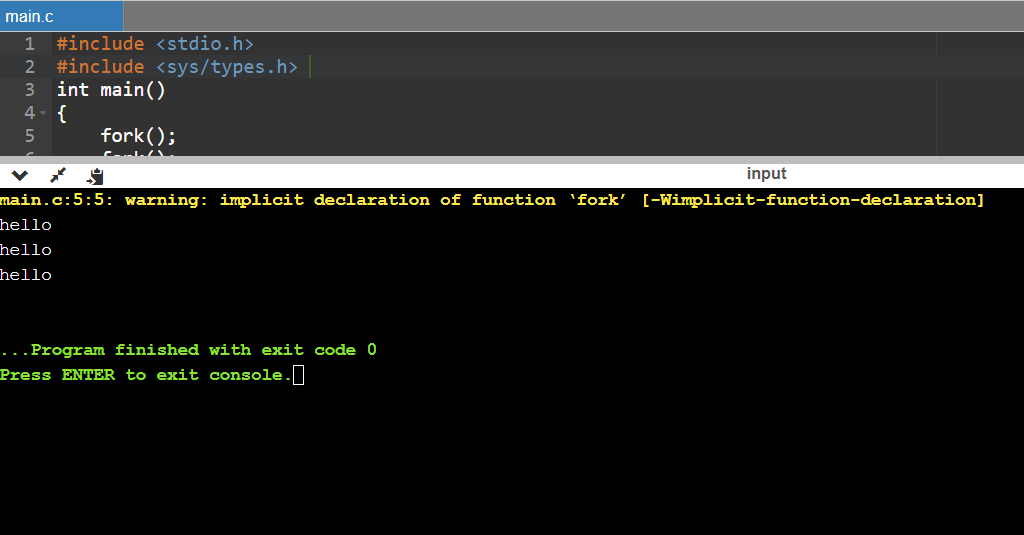 main.c
1 #include <stdio.h>
2 #include <sys/types.h>
3 int main()
4 {
5 fork();
input
main.c:5:5: warning: implicit declaration of function ‘fork’ [-Wimplicit-function-declaration]
hello
hello
hello
...Program finished with exit code 0
Press ENTER to exit console.